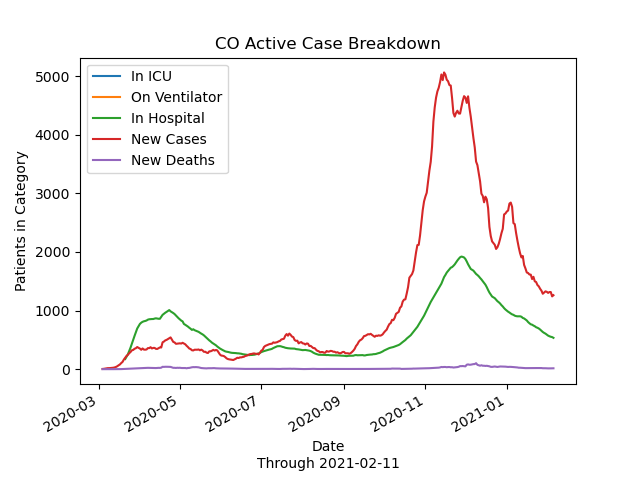 CO Active Case Breakdown
In ICU
On Ventilator
In Hospital
New Cases
New Deaths
Patients in Category
5000
4000
3000
2000
1000
0
2020-03
2020-05
2020-07
2020-09
2020-11
2021-01
Date
Through 2021-02-11